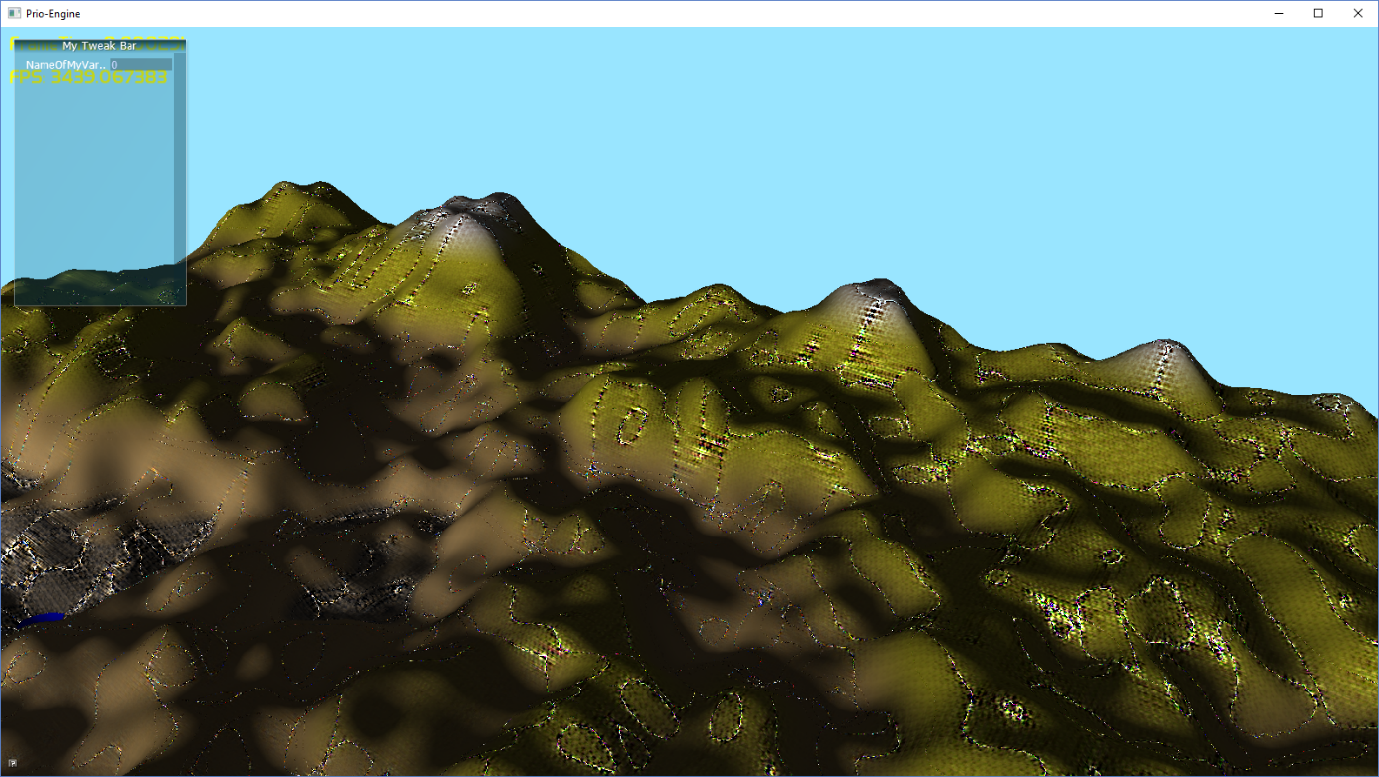 Prio-Engine
My Tweak Bar
NameOfMyVar.. 0
FPS: 3439.067383